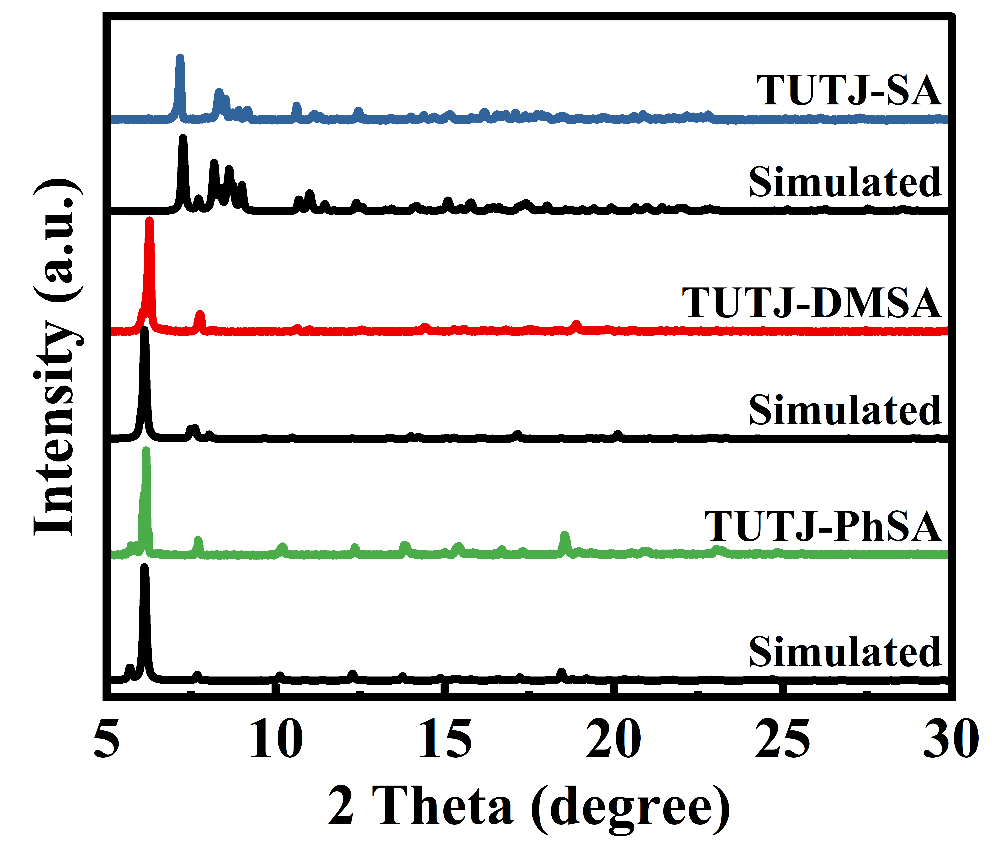 TUTJ-SA
Simulated
TUTJ-DMSA
Simulated
TUTJ-PhSA
Simulated
Intensity (a.u.)
5 10 15 20 25 30
2 Theta (degree)